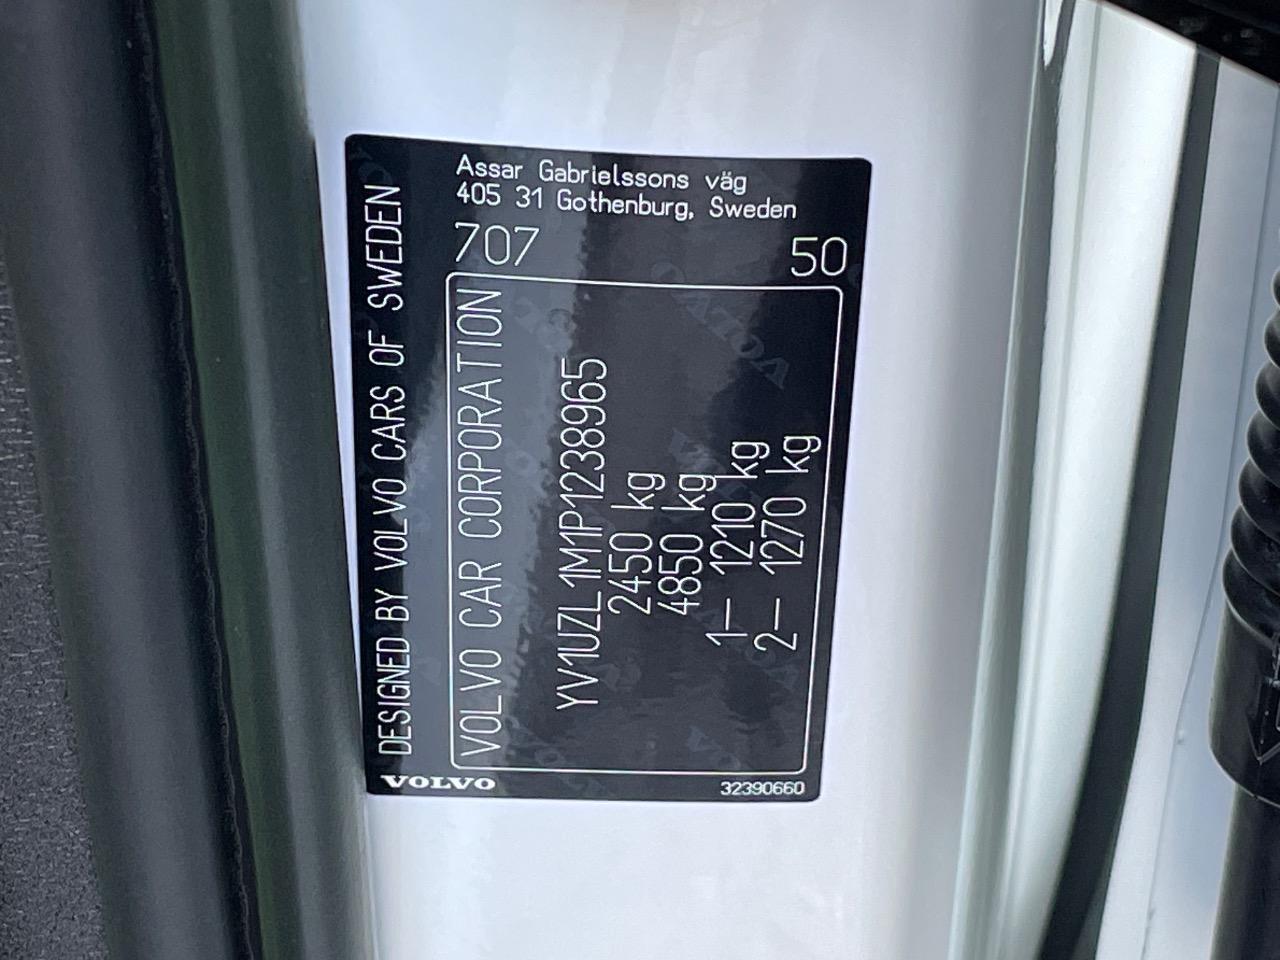 Assar Gabrielssons väg
405 31 Gothenburg, Sweden
707 50
DESIGNED BY VOLVO CARS OF SWEDEN
VOLVO CAR CORPORATION
YV1UZL1M1P1238965
2450 kg
4850 kg
1— 1210 kg
2— 1270 kg
VOLVO
32390660